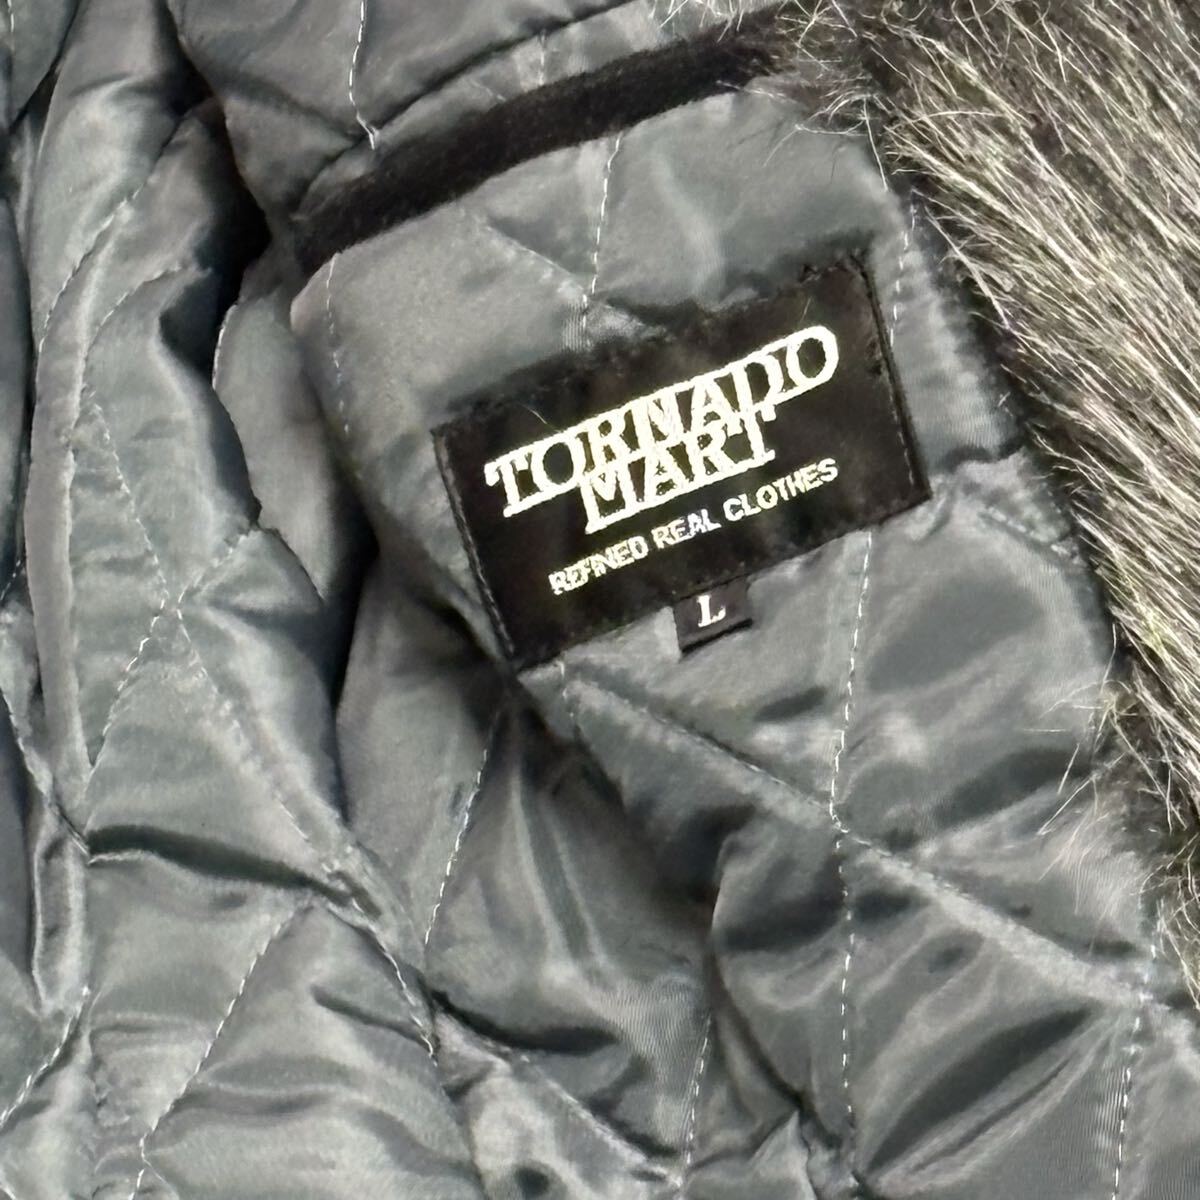 TORNADO
MART
REFINED REAL CLOTHES
L